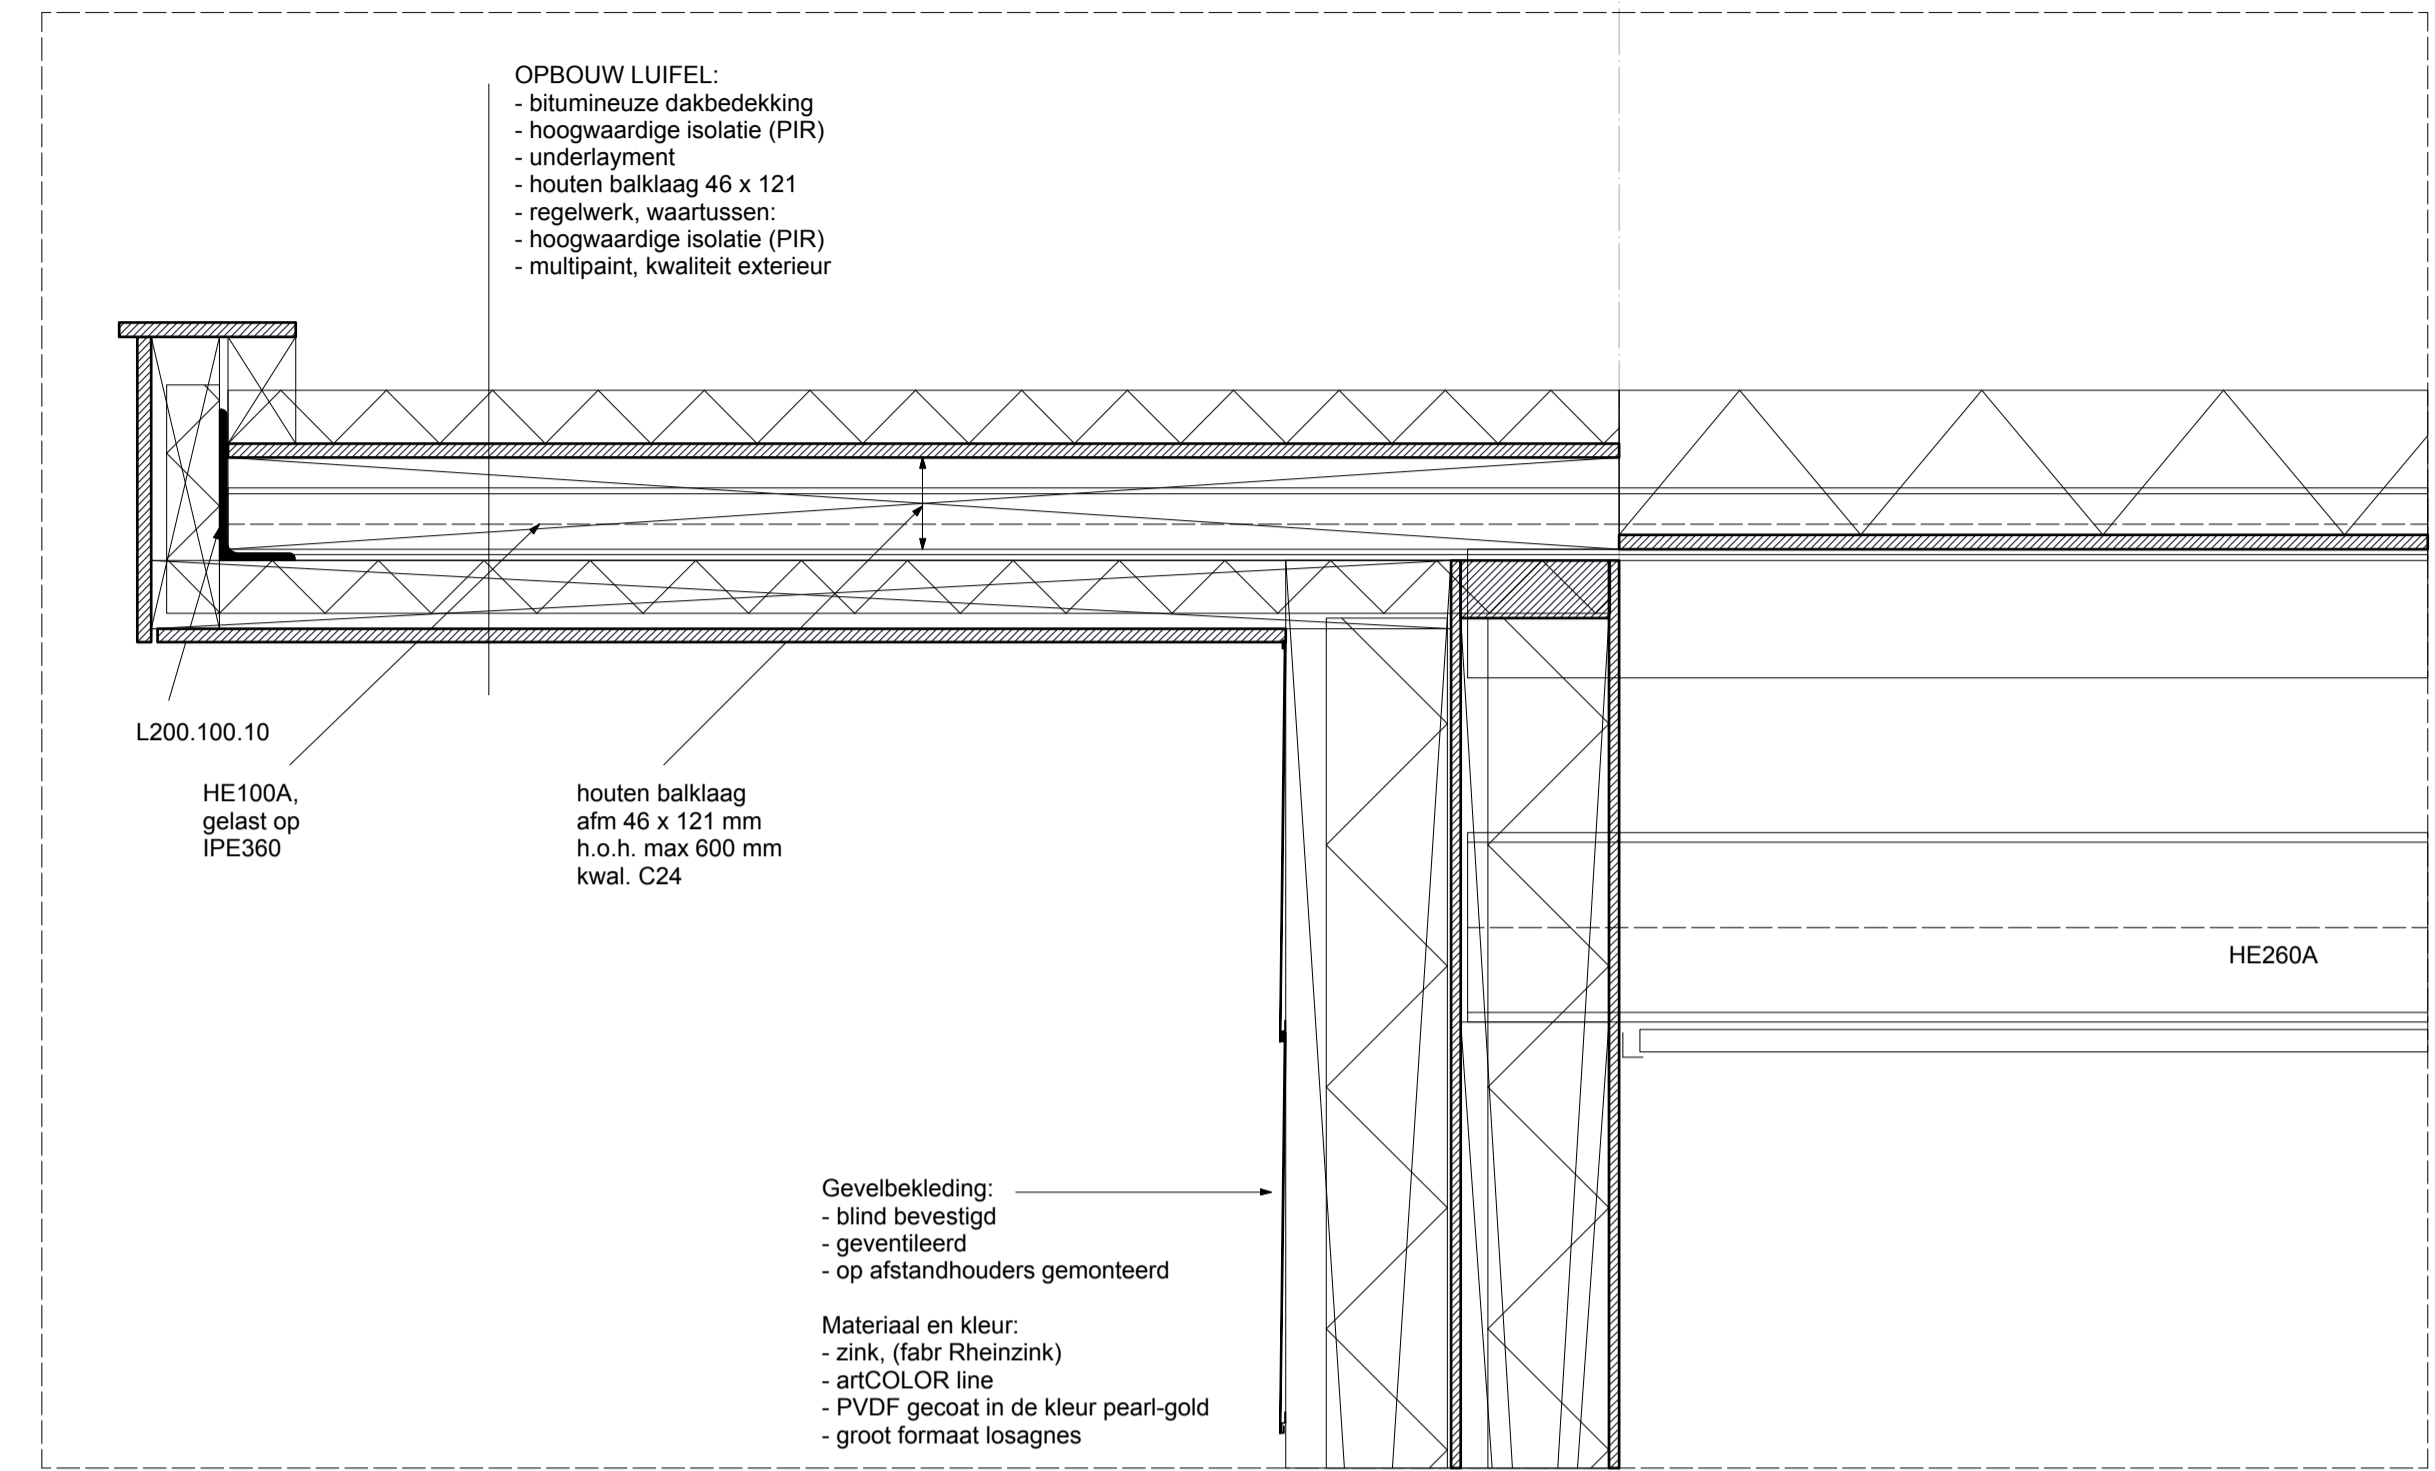 OPBOUW LUIFEL:
- bitumineuze dakbedekking
- hoogwaardige isolatie (PIR)
- underlayment
- houten balklaag 46 x 121
- regelwerk, waartussen:
- hoogwaardige isolatie (PIR)
- multipaint, kwaliteit exterieur
L200.100.10
HE100A,
gelast op
IPE360
houten balklaag
afm 46 x 121 mm
h.o.h. max 600 mm
kwal. C24
HE260A
Gevelbekleding:
- blind bevestigd
- geventileerd
- op afstandhouders gemonteerd
Materiaal en kleur:
- zink, (fabr Rheinzink)
- artCOLOR line
- PVDF gecoat in de kleur pearl-gold
- groot formaat losagnes